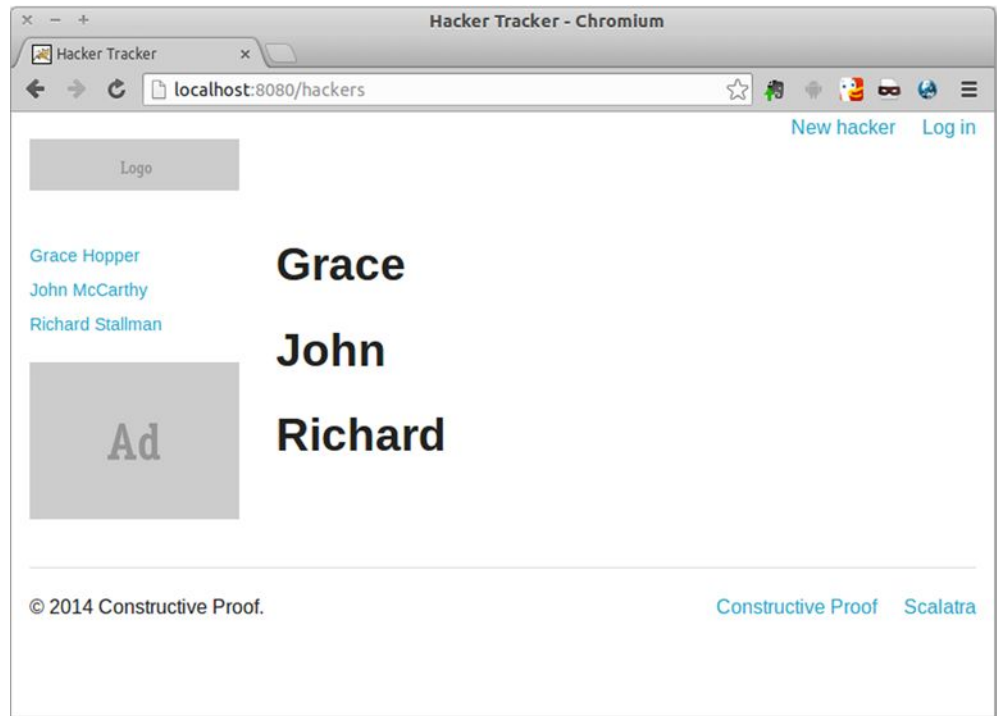 Hacker Tracker - Chromium
Hacker Tracker
localhost:8080/hackers
New hacker Log in
Logo
Grace Hopper
John McCarthy
Richard Stallman
Ad
Grace
John
Richard
© 2014 Constructive Proof.
Constructive Proof Scalatra